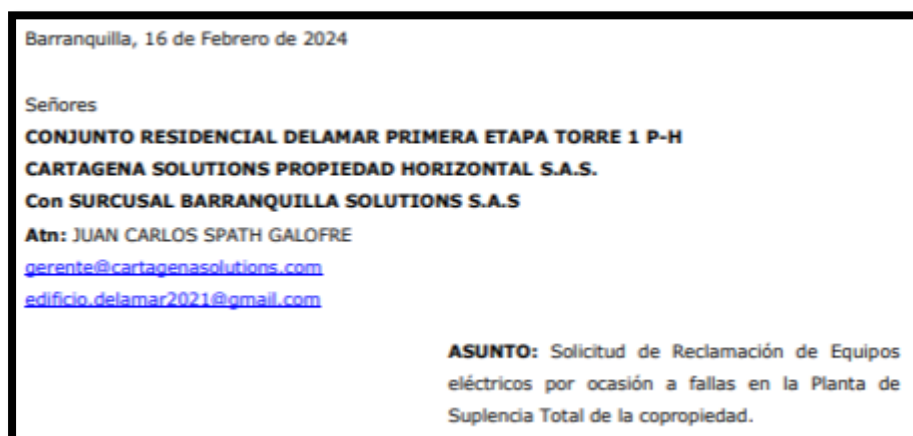 Barranquilla, 16 de Febrero de 2024
Señores
CONJUNTO RESIDENCIAL DELAMAR PRIMERA ETAPA TORRE 1 P-H
CARTAGENA SOLUTIONS PROPIEDAD HORIZONTAL S.A.S.
Con SURCUSAL BARRANQUILLA SOLUTIONS S.A.S
Atn: JUAN CARLOS SPATH GALOFRE
gerente@cartagenasolutions.com
edificio.delamar2021@gmail.com
ASUNTO: Solicitud de Reclamación de Equipos
eléctricos por ocasión a fallas en la Planta de
Suplencia Total de la copropiedad.